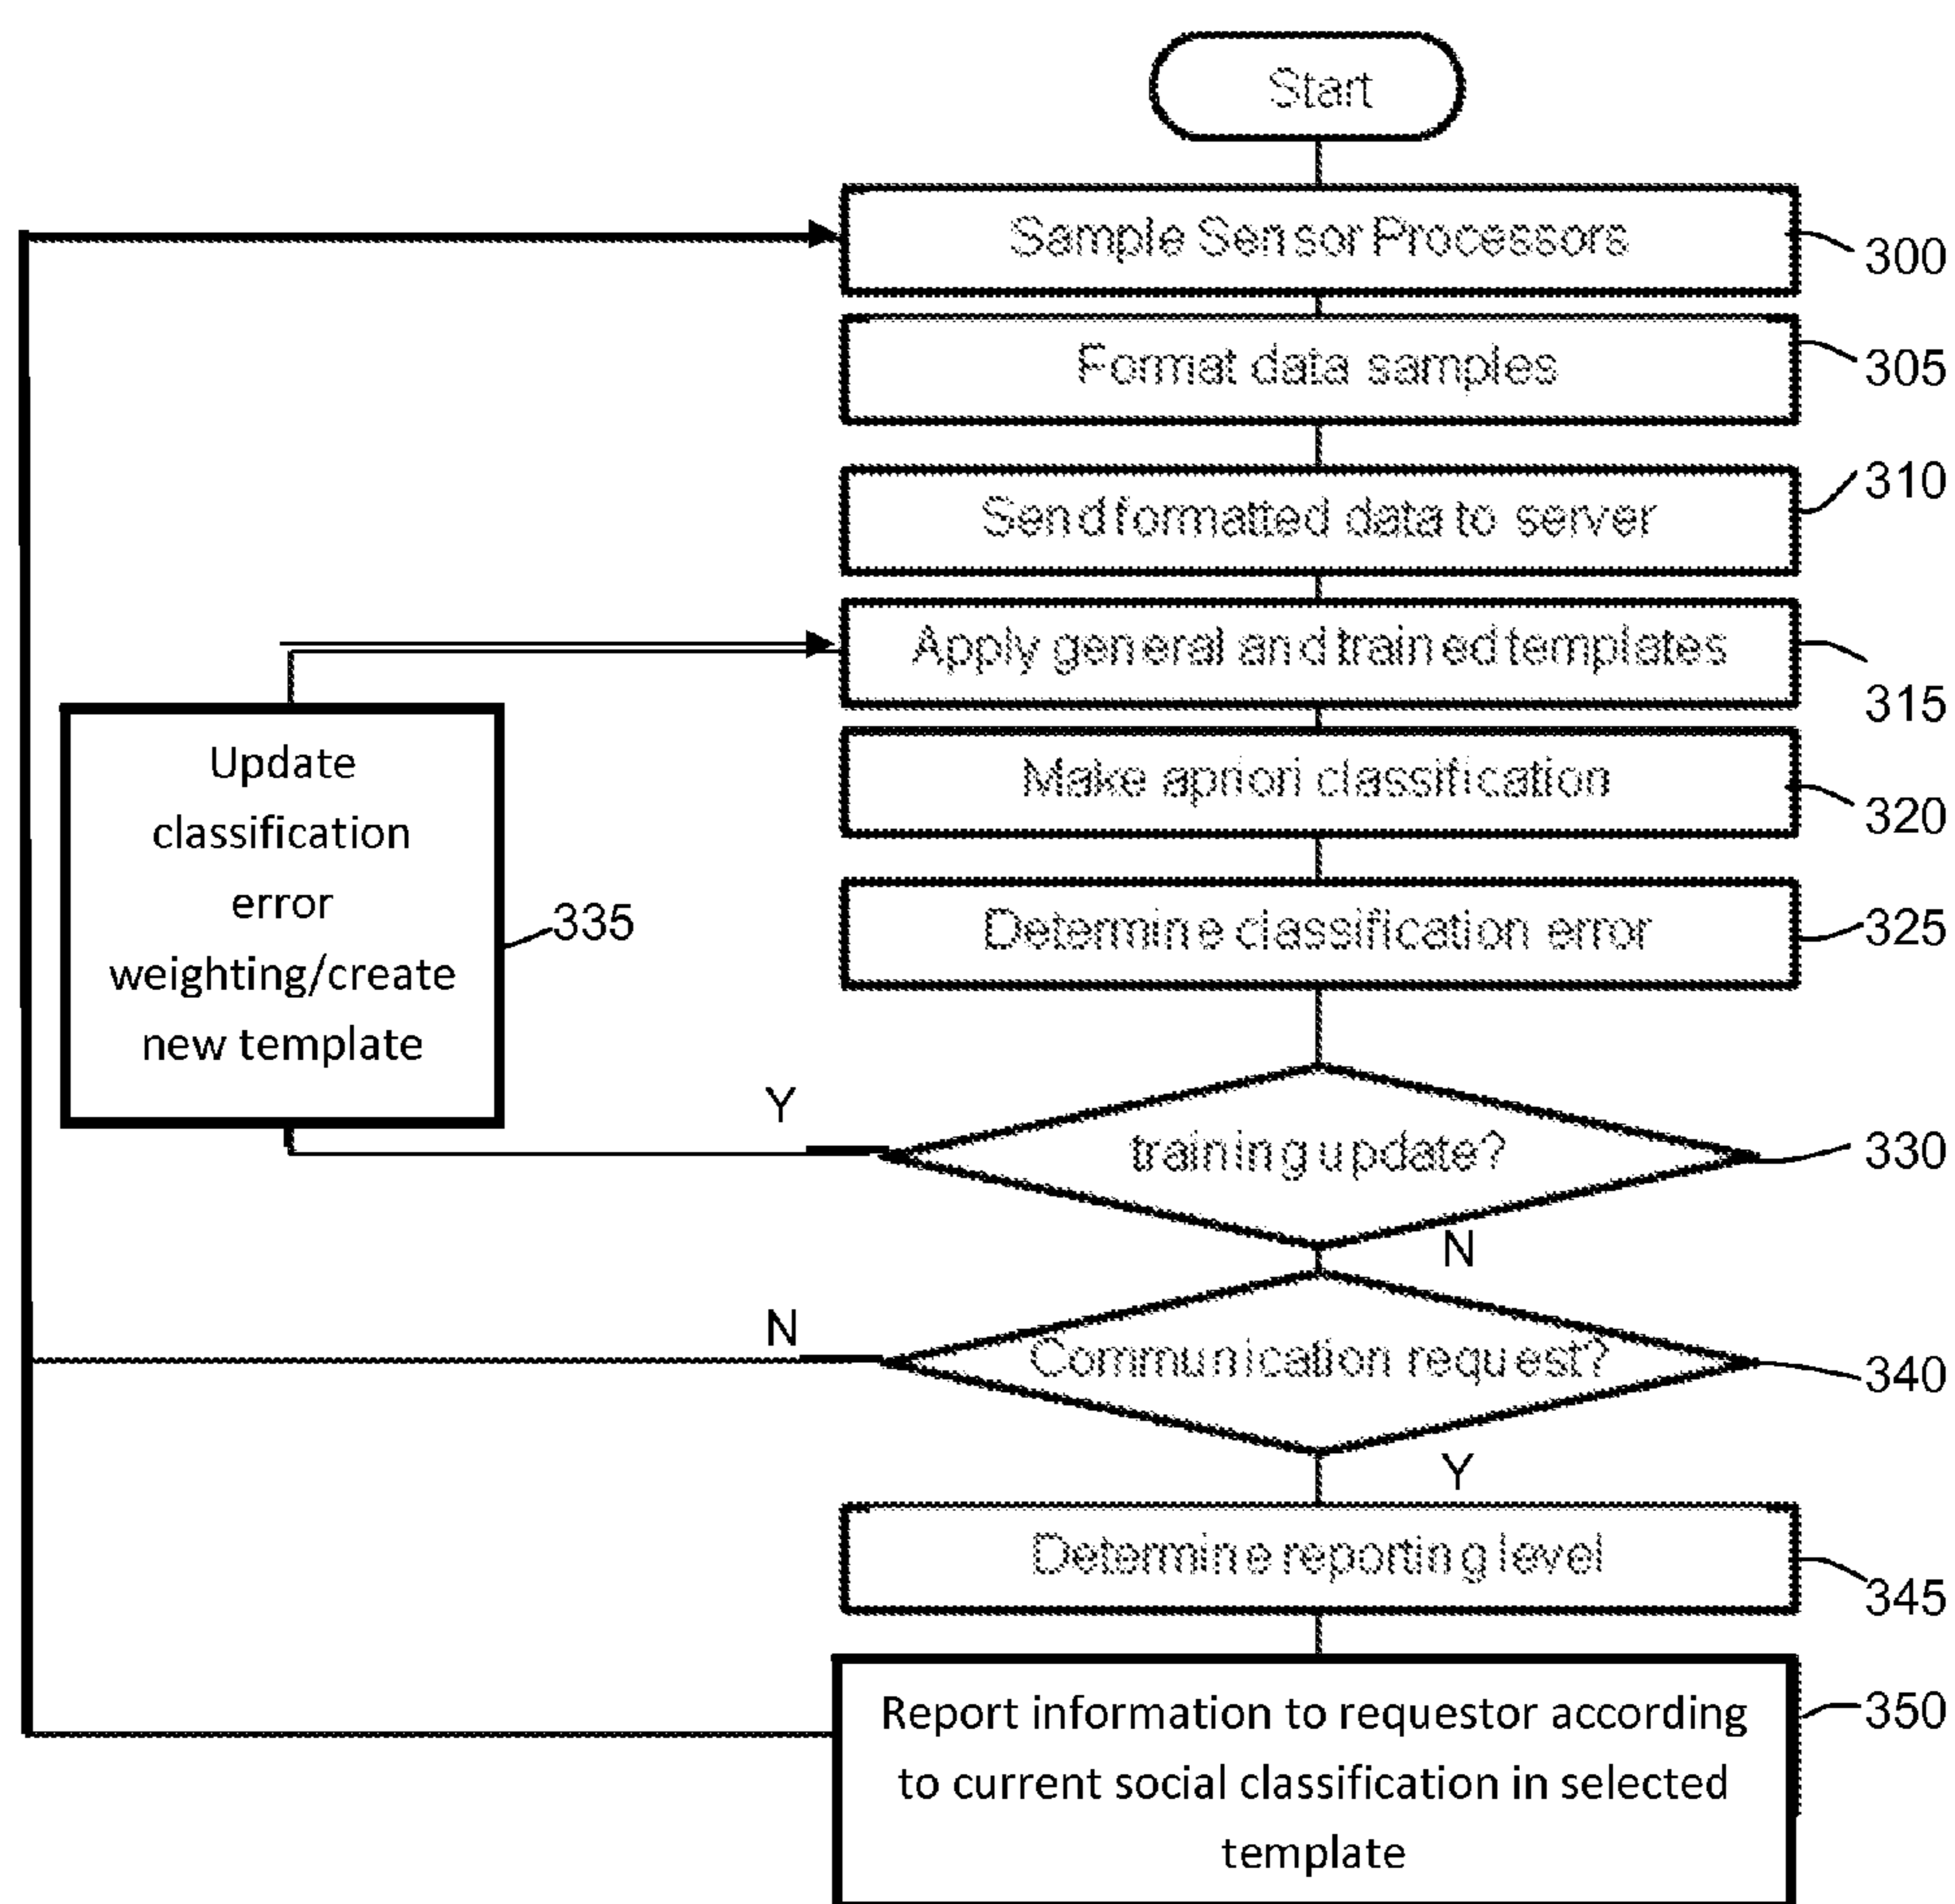 Start
Sample Sensor Processors
300
Format data samples
305
Send formatted data to server
310
Apply general and trained templates
315
Make apriori classification
320
Determine classification error
325
Update
classification
error
weighting/create
new template
335
Y
training update?
330
N
N
Communication request?
340
Y
Determine reporting level
345
Report information to requestor according
to current social classification in selected
template
350